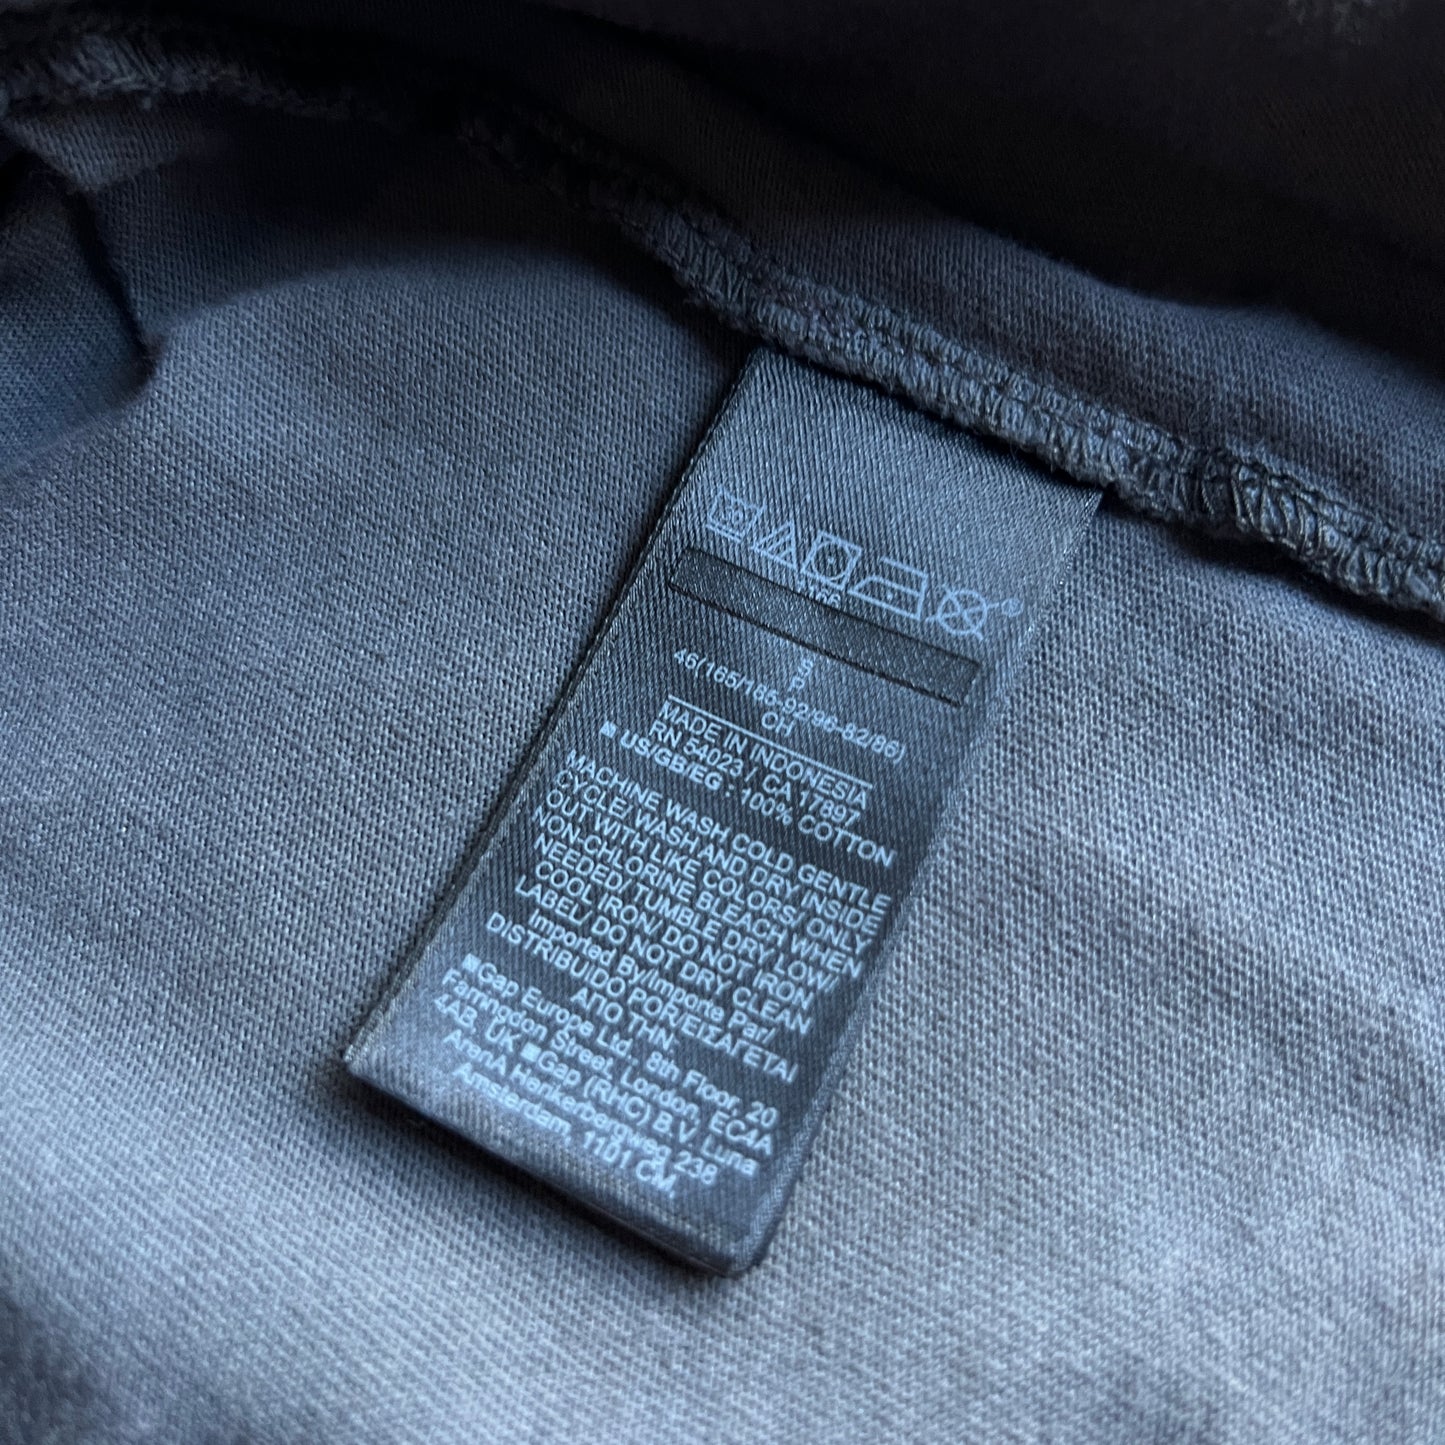 S
S
P
46(165/185-92/96-82/86)
CH
MADE IN INDONESIA
RN 54023 / CA 17897
■ US/GB/EG : 100% COTTON
MACHINE WASH COLD GENTLE
CYCLE/ WASH AND DRY INSIDE
OUT WITH LIKE COLORS/ ONLY
NON-CHLORINE BLEACH WHEN
NEEDED/ TUMBLE DRY LOW/
COOL IRON/ DO NOT IRON
LABEL/ DO NOT DRY CLEAN
Imported By/Importe Par/
DiSTRIBUIDO POR/ΕΙΖΑΓΕΤΑΙ
ΑΠΟ ΤΗΝ
■Gap Europe Ltd., 8th Floor, 20
Farringdon Street, London, EC4A
4AB, UK ■Gap (RHC) B.V. Luna
AranA Herikerbergweg 238
Amsterdam, 1101 CM.